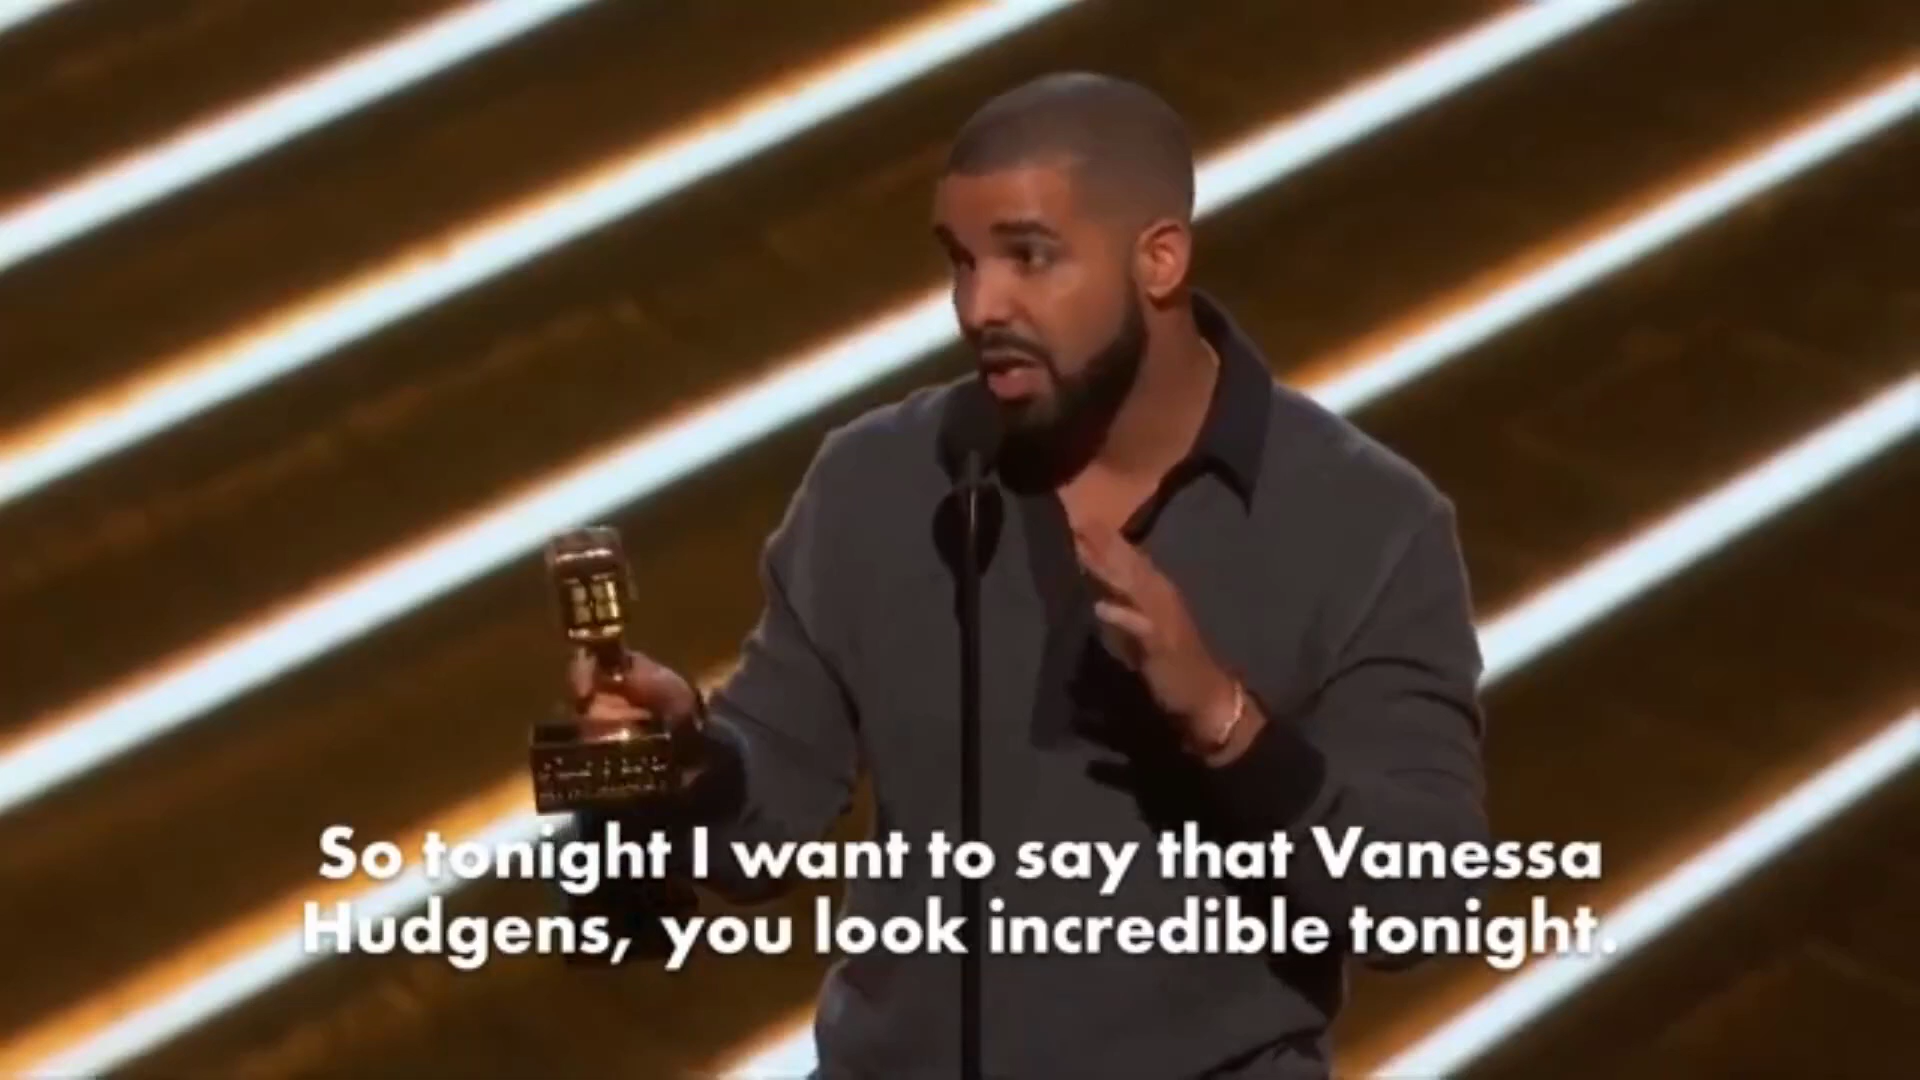 So tonight I want to say that Vanessa
Hudgens, you look incredible tonight.